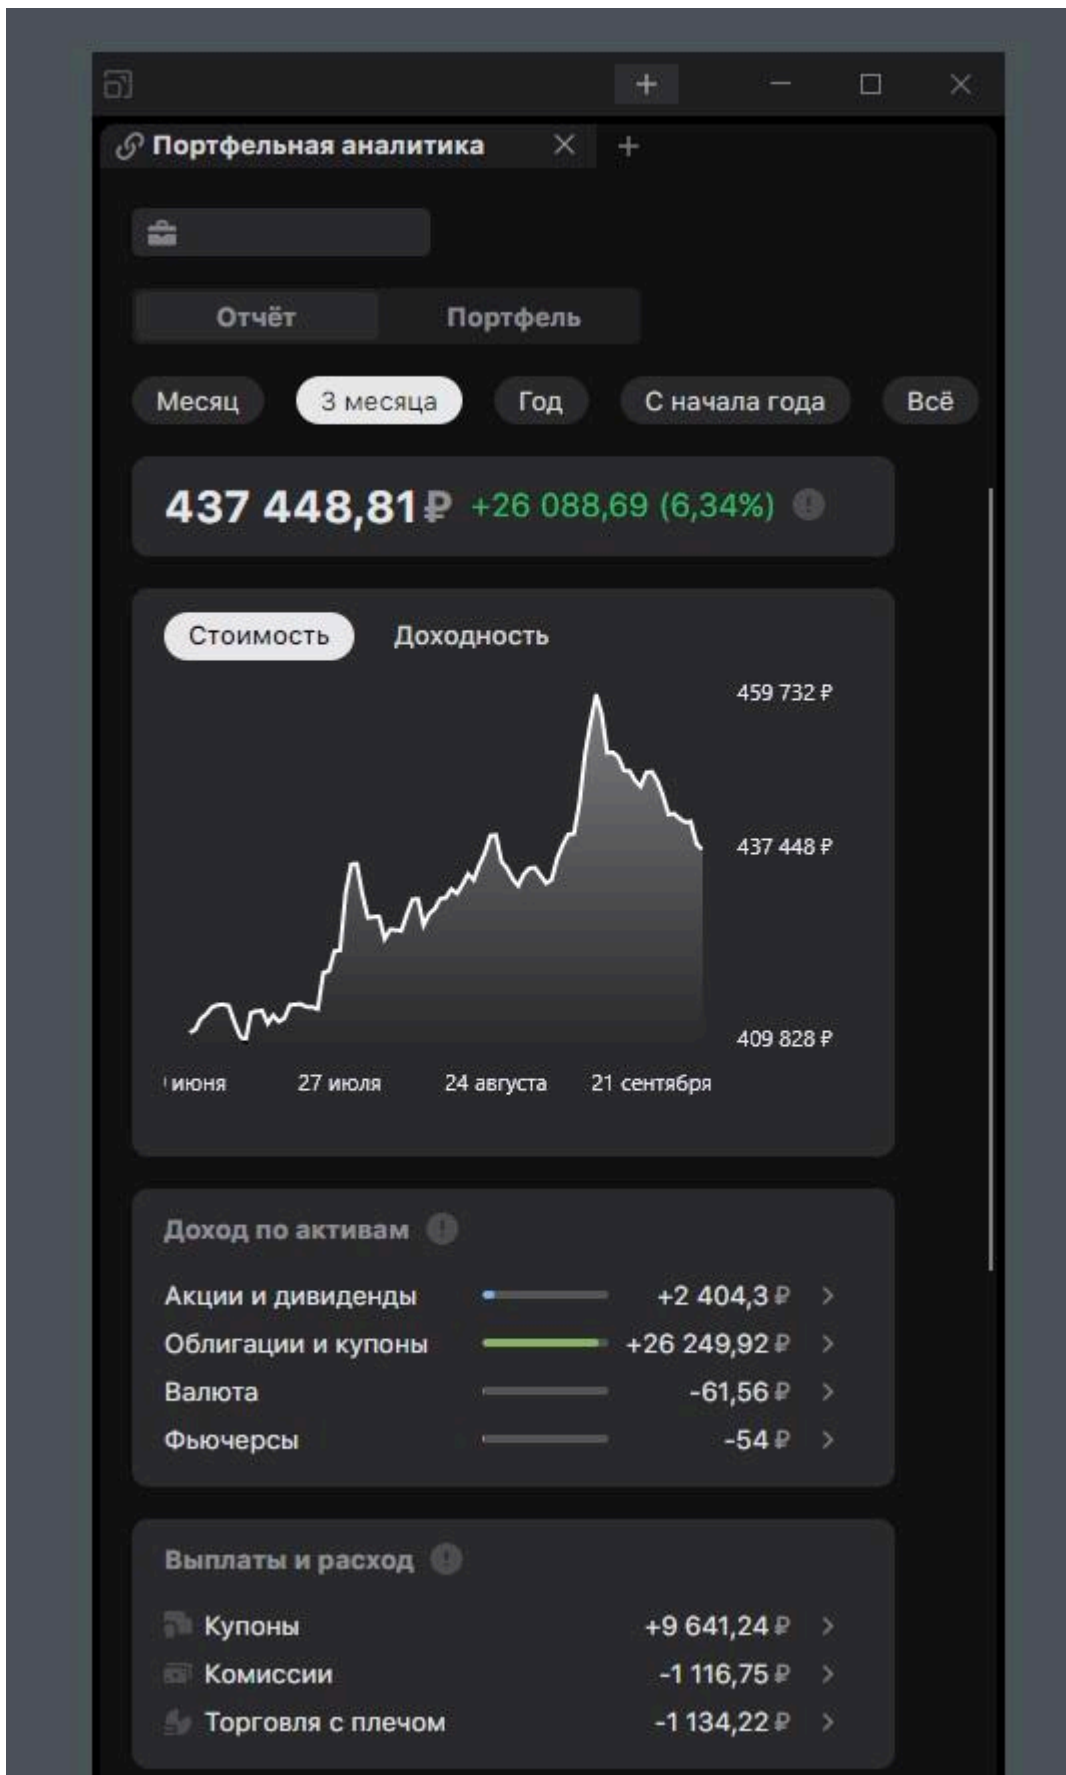 Портфельная аналитика
Отчёт Портфель
Месяц 3 месяца Год С начала года Всё
437 448,81 ₽ +26 088,69 (6,34%)
Стоимость Доходность
459 732 ₽
437 448 ₽
409 828 ₽
июня 27 июля 24 августа 21 сентября
Доход по активам
Акции и дивиденды +2 404,3 ₽
Облигации и купоны +26 249,92 ₽
Валюта -61,56 ₽
Фьючерсы -54 ₽
Выплаты и расход
Купоны +9 641,24 ₽
Комиссии -1 116,75 ₽
Торговля с плечом -1 134,22 ₽